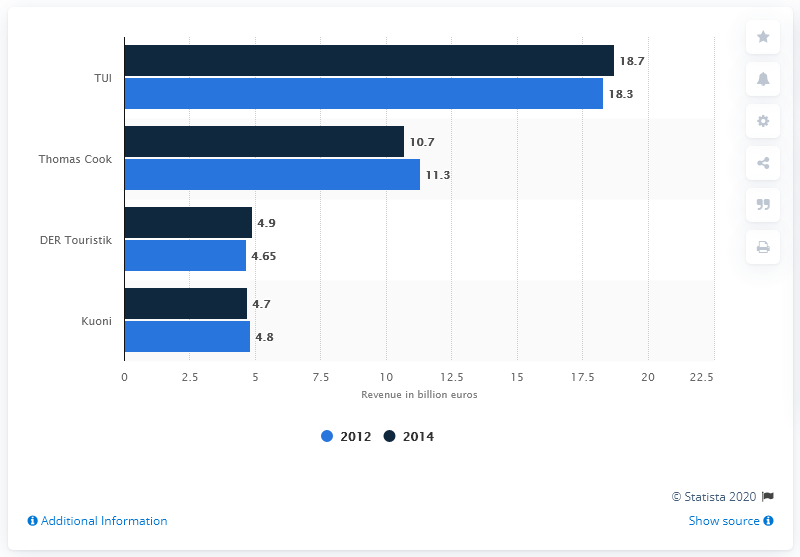 TUI
18.7
18.3
Thomas Cook
10.7
11.3
DER Touristik
4.9
4.65
Kuoni
4.7
4.8
0 2.5 5 7.5 10 12.5 15 17.5 20 22.5
Revenue in billion euros
2012 2014
© Statista 2020
Additional Information
Show source